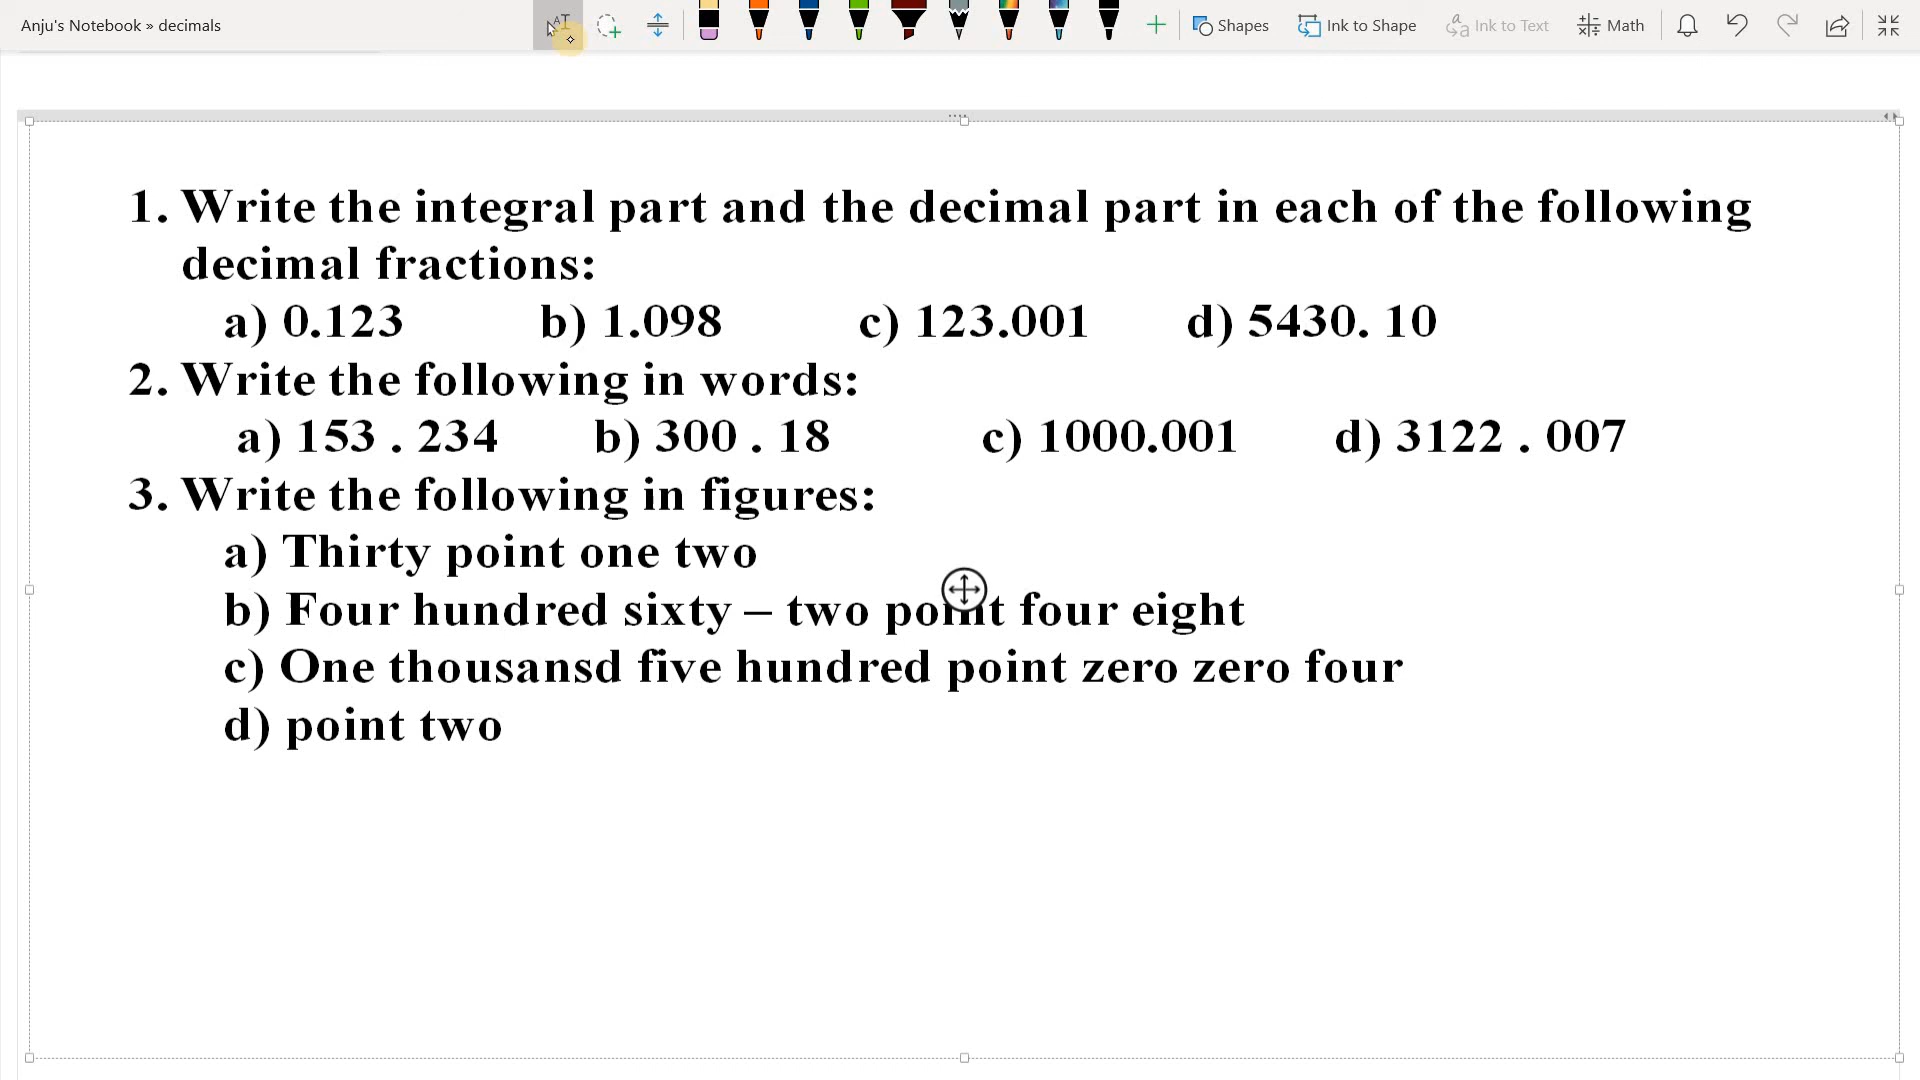 Anju's Notebook » decimals
Shapes
Ink to Shape
Ink to Text
Math
1. Write the integral part and the decimal part in each of the following
decimal fractions:
a) 0.123 b) 1.098 c) 123.001 d) 5430. 10
2. Write the following in words:
a) 153 . 234 b) 300 . 18 c) 1000.001 d) 3122 . 007
3. Write the following in figures:
a) Thirty point one two
b) Four hundred sixty – two point four eight
c) One thousansd five hundred point zero zero four
d) point two